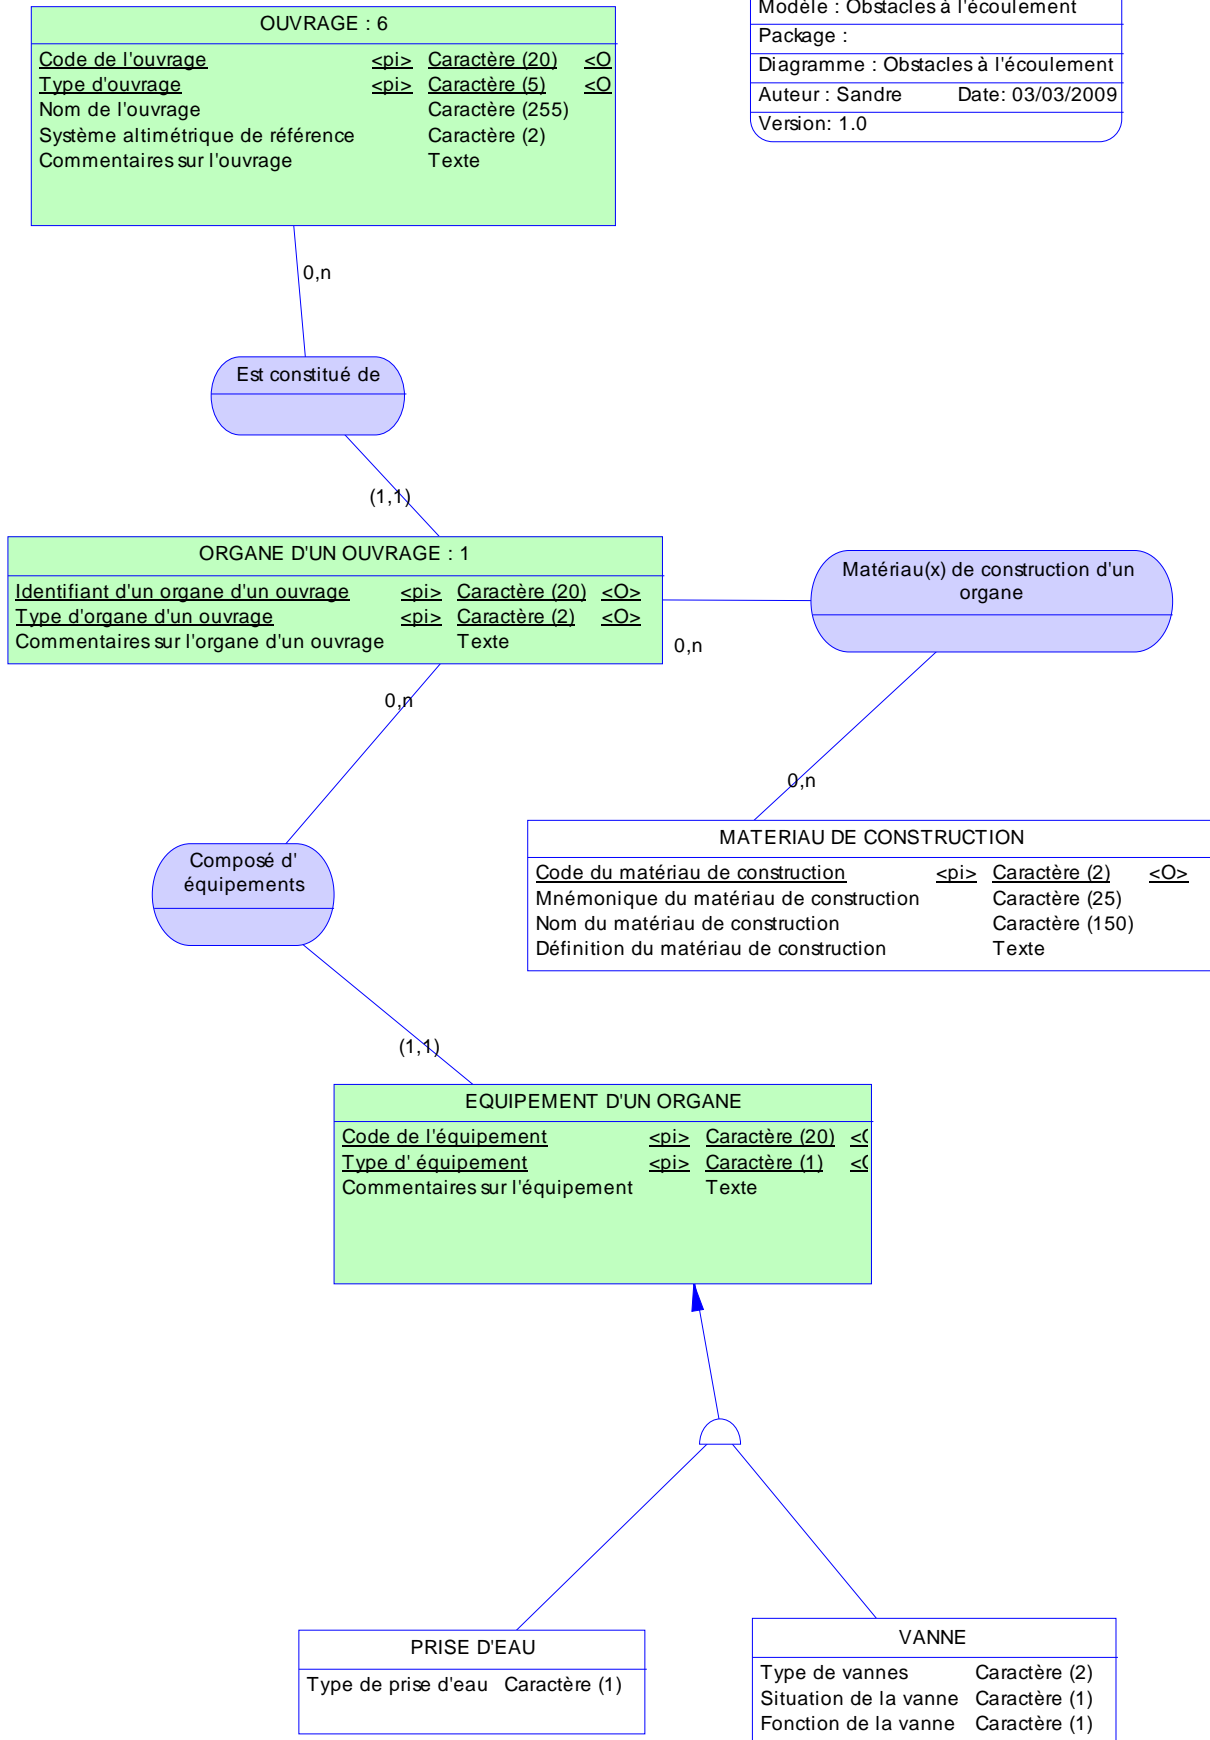 OUVRAGE : 6
Code de l'ouvrage <pi> Caractère (20) <O
Type d'ouvrage <pi> Caractère (5) <O
Nom de l'ouvrage Caractère (255)
Système altimétrique de référence Caractère (2)
Commentaires sur l'ouvrage Texte
Modèle : Obstacles à l'écoulement
Package :
Diagramme : Obstacles à l'écoulement
Auteur : Sandre Date: 03/03/2009
Version: 1.0
0,n
Est constitué de
(1,1)
ORGANE D'UN OUVRAGE : 1
Identifiant d'un organe d'un ouvrage <pi> Caractère (20) <O>
Type d'organe d'un ouvrage <pi> Caractère (2) <O>
Commentaires sur l'organe d'un ouvrage Texte
Matériau(x) de construction d'un
organe
0,n
0,n
0,n
MATERIAU DE CONSTRUCTION
Code du matériau de construction <pi> Caractère (2) <O>
Mnémonique du matériau de construction Caractère (25)
Nom du matériau de construction Caractère (150)
Définition du matériau de construction Texte
Composé d'
équipements
(1,1)
EQUIPEMENT D'UN ORGANE
Code de l'équipement <pi> Caractère (20) <O
Type d' équipement <pi> Caractère (1) <O
Commentaires sur l'équipement Texte
PRISE D'EAU
Type de prise d'eau Caractère (1)
VANNE
Type de vannes Caractère (2)
Situation de la vanne Caractère (1)
Fonction de la vanne Caractère (1)